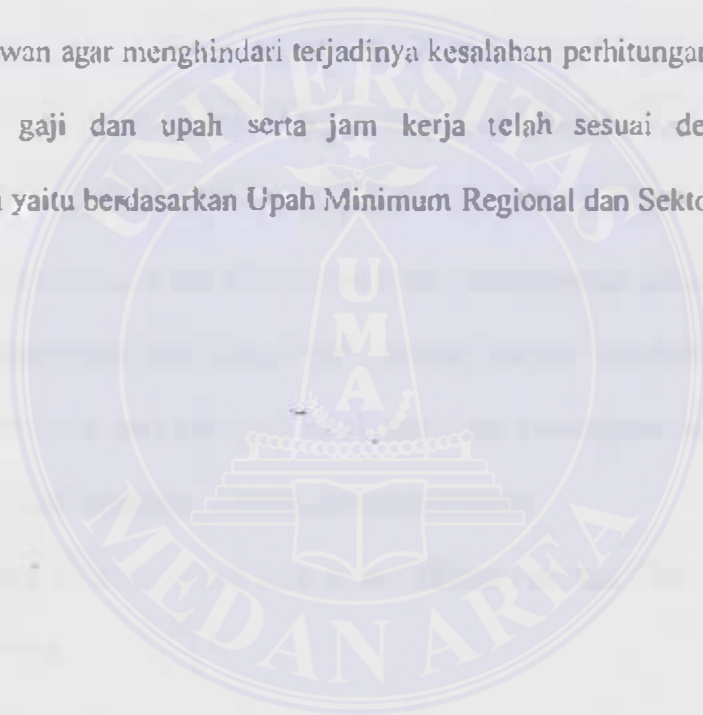 wan agar menghindari terjadinya kesalahan perhitungan
gaji dan upah serta jam kerja telah sesuai de
yaitu berdasarkan Upah Minimum Regional dan Sekto
UNIVERSITAS
UMA
MEDAN AREA